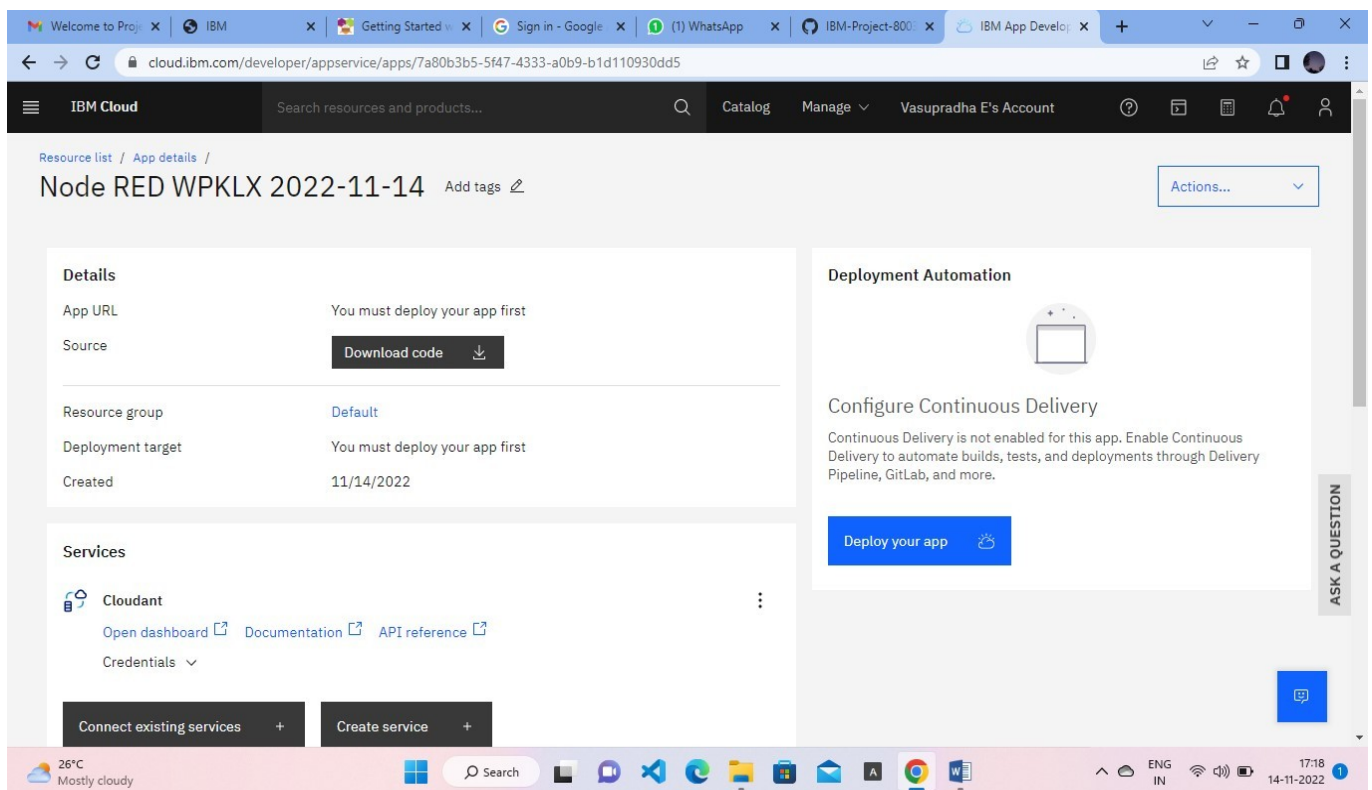 Welcome to Proj
IBM
Getting Started w
Sign in - Google
(1) WhatsApp
IBM-Project-800
IBM App Develop
cloud.ibm.com/developer/appservice/apps/7a80b3b5-5f47-4333-a0b9-b1d110930dd5
IBM Cloud
Search resources and products...
Catalog
Manage
Vasupradha E's Account
Resource list / App details /
Node RED WPKLX 2022-11-14
Add tags
Actions...
Details
App URL
You must deploy your app first
Source
Download code
Resource group
Default
Deployment target
You must deploy your app first
Created
11/14/2022
Deployment Automation
Configure Continuous Delivery
Continuous Delivery is not enabled for this app. Enable Continuous
Delivery to automate builds, tests, and deployments through Delivery
Pipeline, GitLab, and more.
Deploy your app
ASK A QUESTION
Services
Cloudant
Open dashboard
Documentation
API reference
Credentials
Connect existing services +
Create service +
26°C
Mostly cloudy
Search
A
ENG
IN
17:18
14-11-2022
1